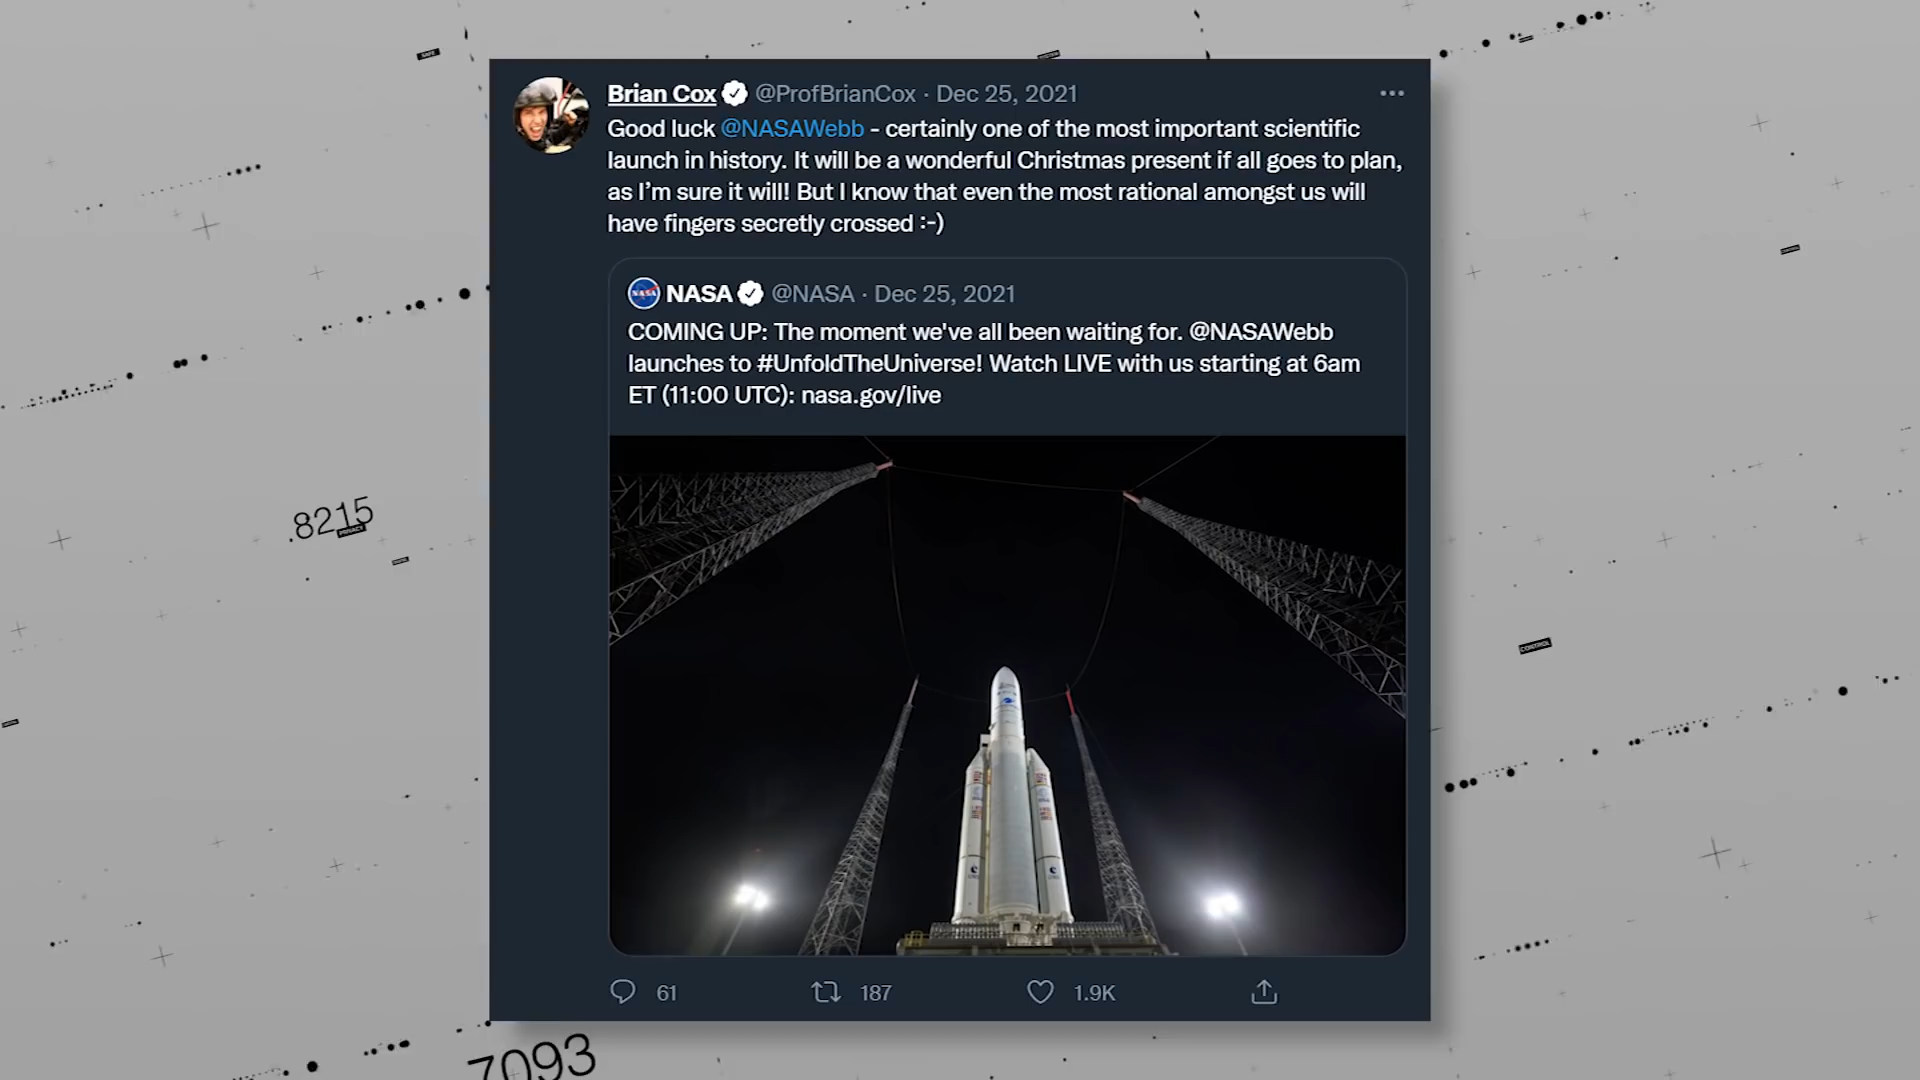 Brian Cox @ProfBrianCox · Dec 25, 2021
Good luck @NASAWebb - certainly one of the most important scientific
launch in history. It will be a wonderful Christmas present if all goes to plan,
as I'm sure it will! But I know that even the most rational amongst us will
have fingers secretly crossed :-)
NASA @NASA · Dec 25, 2021
COMING UP: The moment we've all been waiting for. @NASAWebb
launches to #UnfoldTheUniverse! Watch LIVE with us starting at 6am
ET (11:00 UTC): nasa.gov/live
.8215
PRIVACY
CONTROL
61 187 1.9K
7093